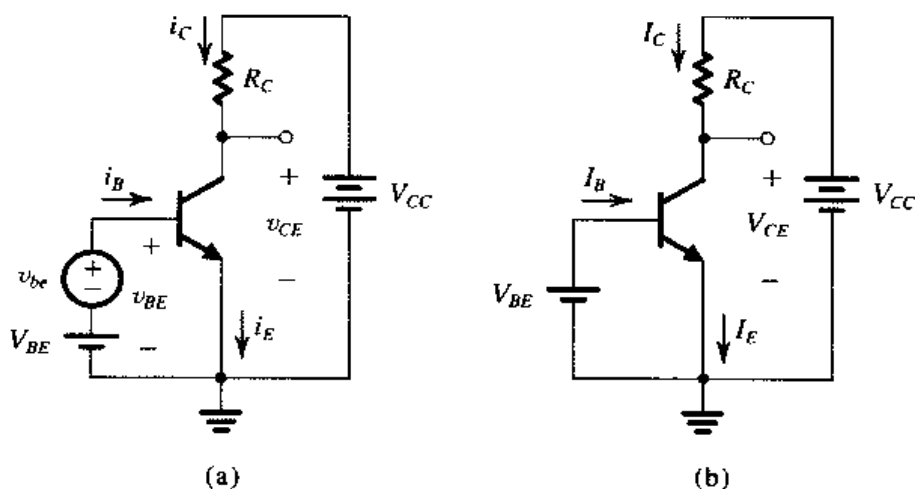 i_C
R_C
i_B
+
V_CC
v_CE
+
v_be
+
−
v_BE
−
V_BE
−
i_E
(a)
I_C
R_C
I_B
+
V_CC
V_CE
−
V_BE
I_E
(b)